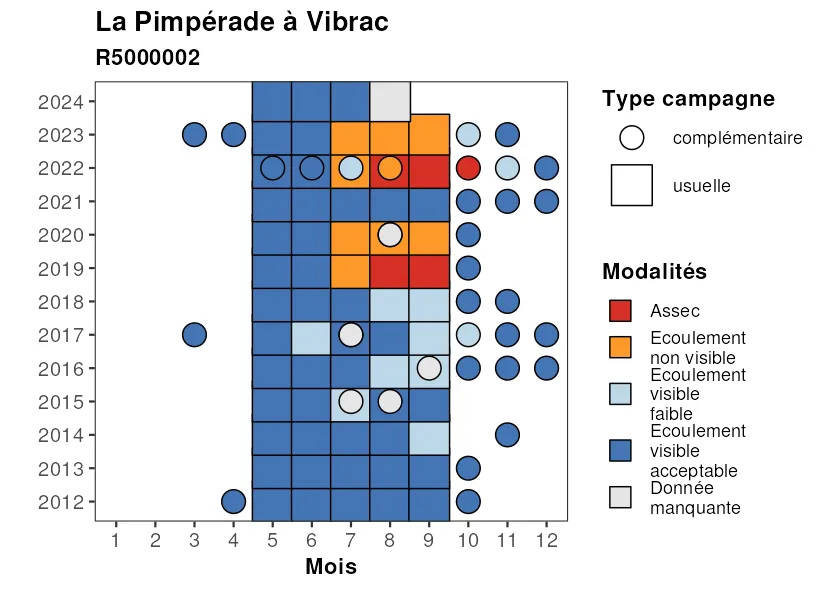 La Pimpérade à Vibrac
R5000002
2024
2023
2022
2021
2020
2019
2018
2017
2016
2015
2014
2013
2012
1 2 3 4 5 6 7 8 9 10 11 12
Mois
Type campagne
complémentaire
usuelle
Modalités
Assec
Ecoulement
non visible
Ecoulement
visible
faible
Ecoulement
visible
acceptable
Donnée
manquante